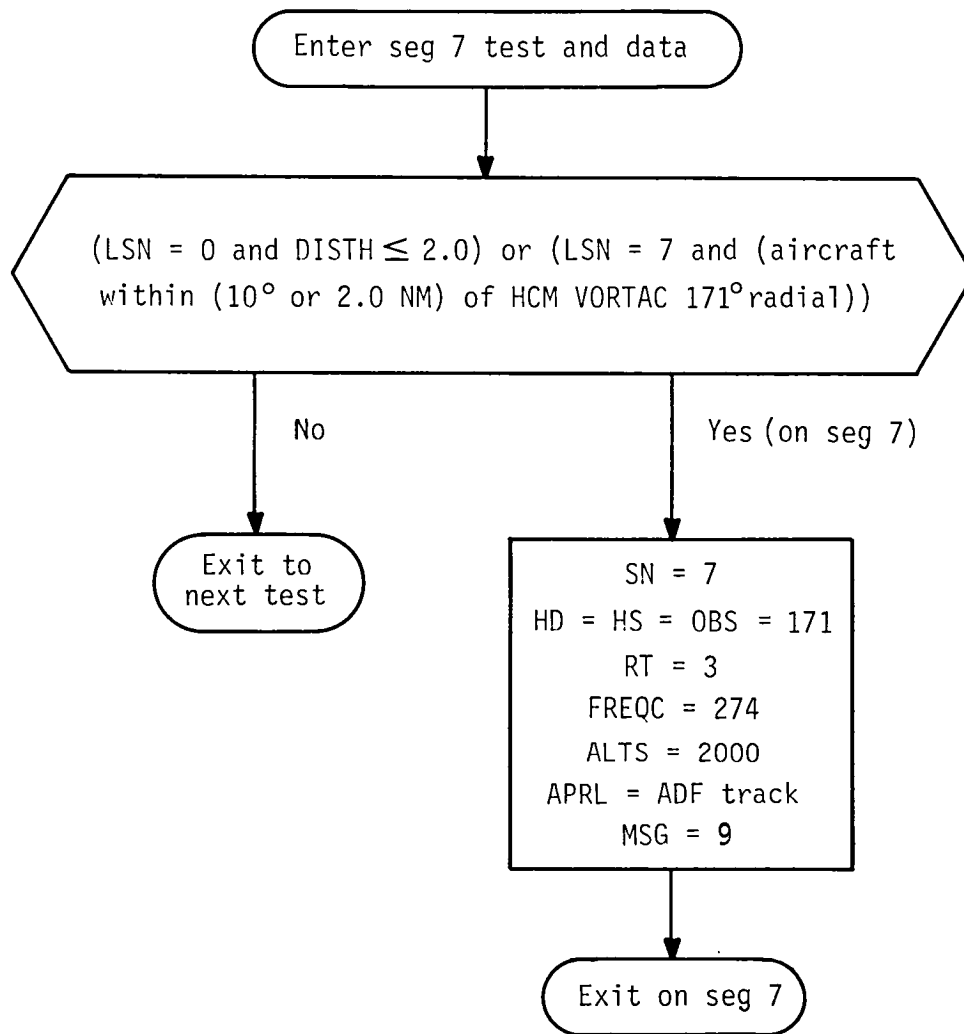 Enter seg 7 test and data
(LSN = 0 and DISTH ≤ 2.0) or (LSN = 7 and (aircraft
within (10° or 2.0 NM) of HCM VORTAC 171° radial))
No
Yes (on seg 7)
Exit to
next test
SN = 7
HD = HS = OBS = 171
RT = 3
FREQC = 274
ALTS = 2000
APRL = ADF track
MSG = 9
Exit on seg 7